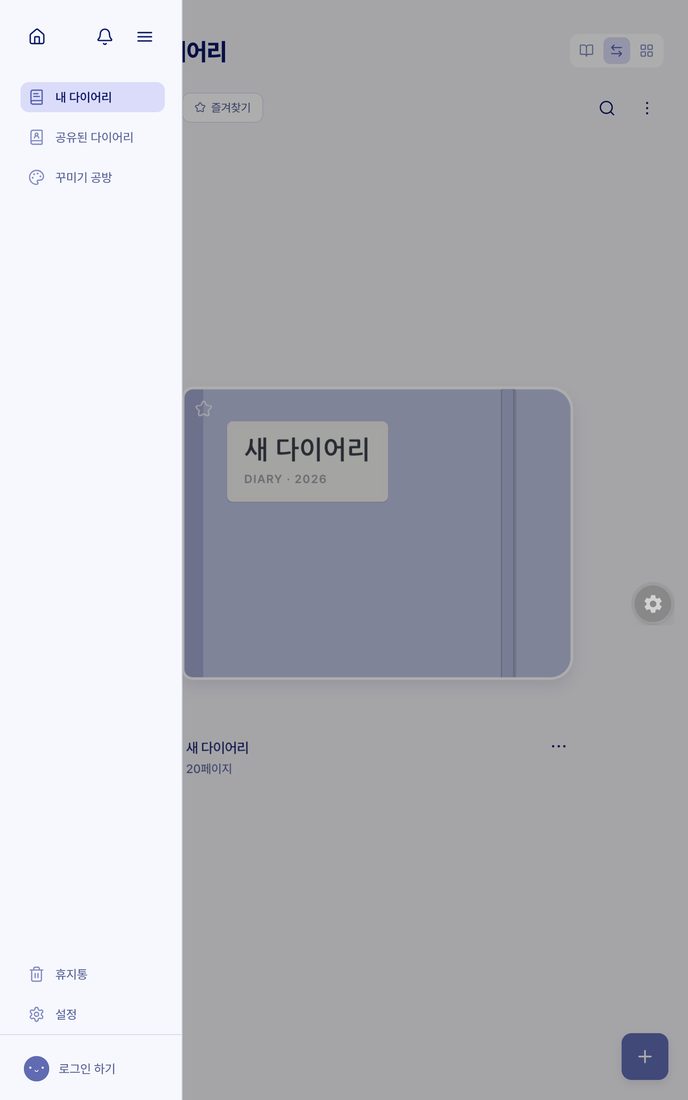 이어리
내 다이어리
즐겨찾기
공유된 다이어리
꾸미기 공방
새 다이어리
DIARY · 2026
새 다이어리
20페이지
휴지통
설정
로그인 하기